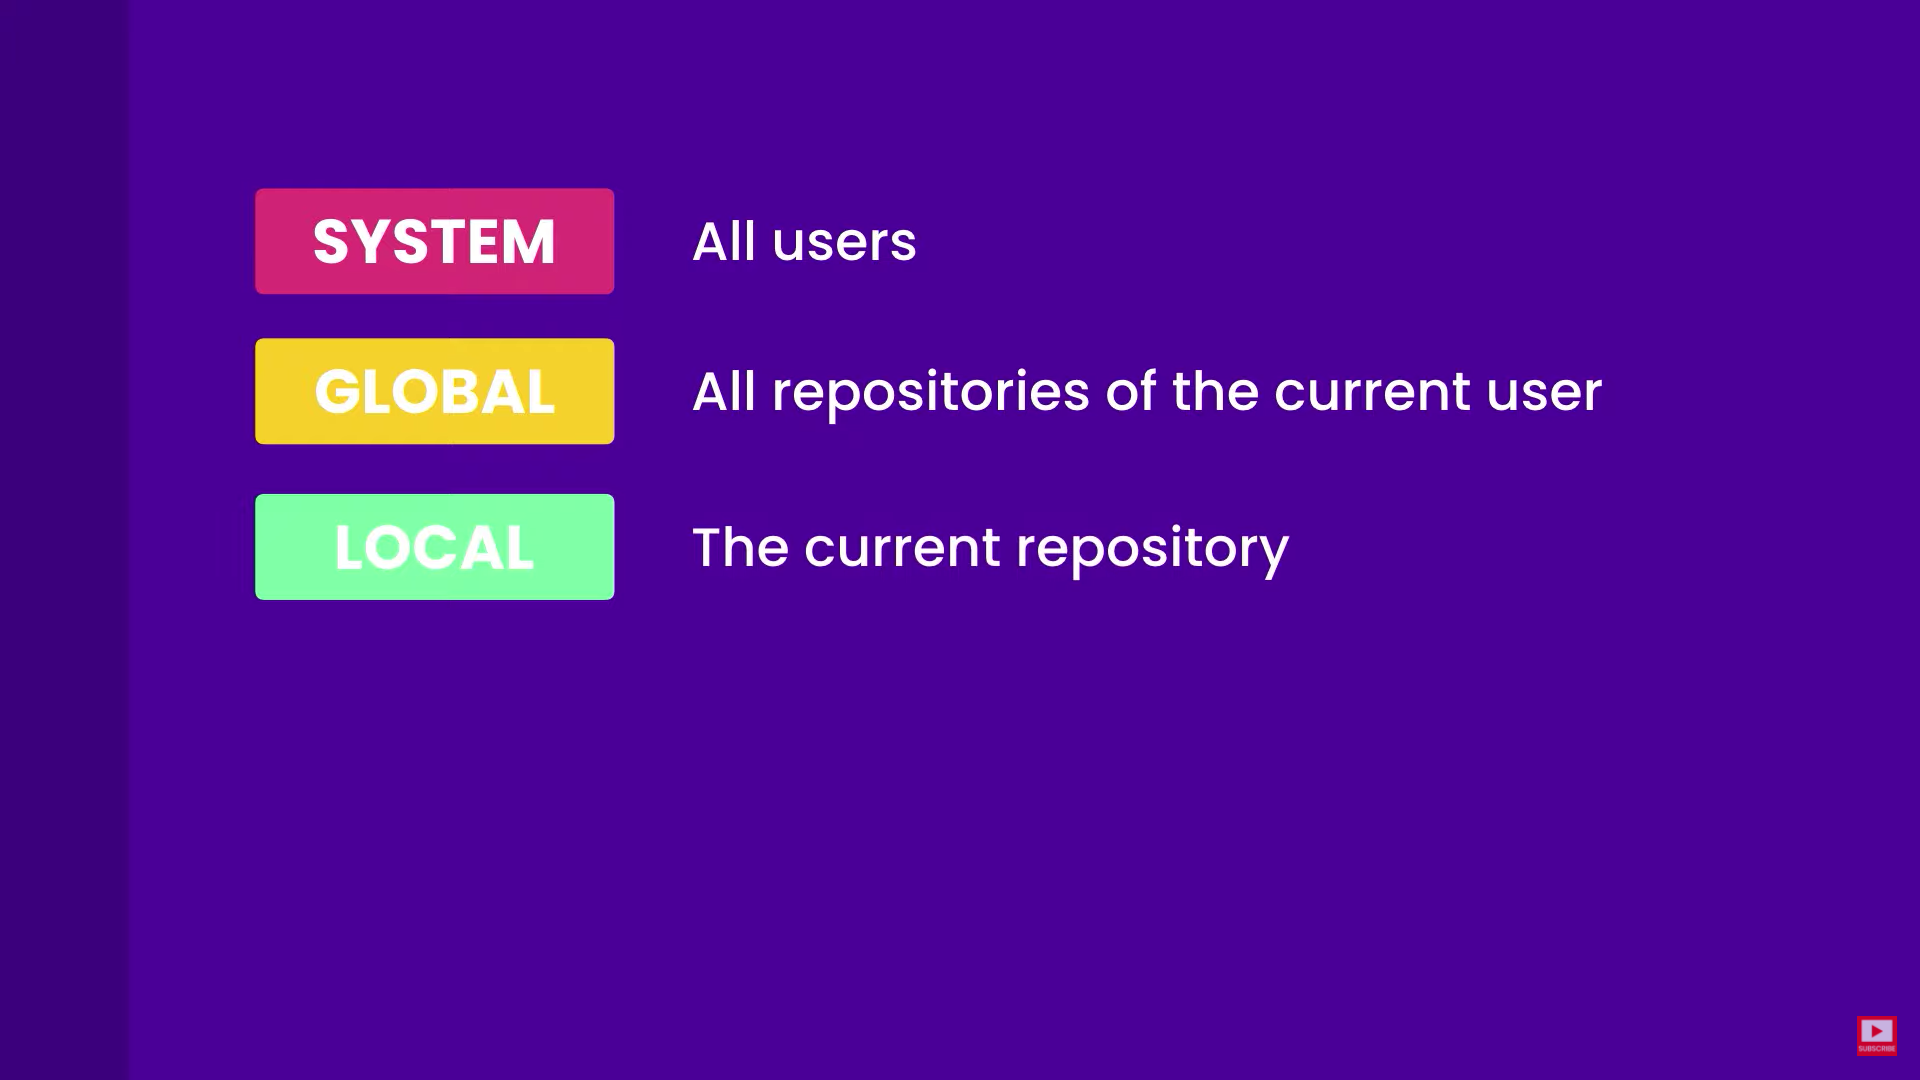 SYSTEM All users
GLOBAL All repositories of the current user
LOCAL The current repository
SUBSCRIBE